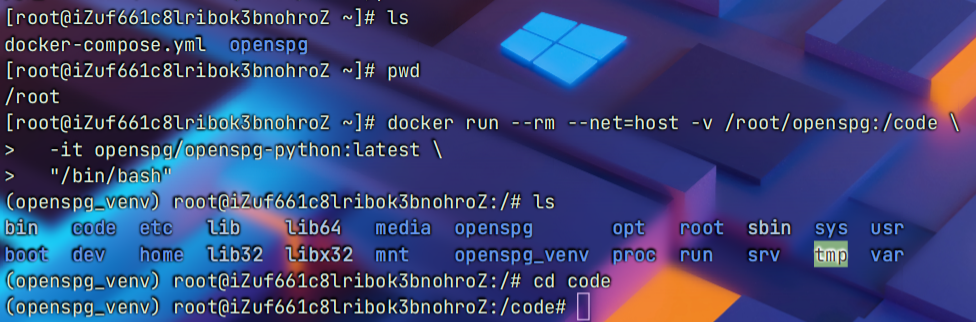 [root@iZuf661c8lribok3bnohroZ ~]# ls
docker-compose.yml  openspg
[root@iZuf661c8lribok3bnohroZ ~]# pwd
/root
[root@iZuf661c8lribok3bnohroZ ~]# docker run --rm --net=host -v /root/openspg:/code \
>   -it openspg/openspg-python:latest \
>   "/bin/bash"
(openspg_venv) root@iZuf661c8lribok3bnohroZ:/# ls
bin   code  etc   lib    lib64   media  openspg       opt   root  sbin  sys  usr
boot  dev   home  lib32  libx32  mnt    openspg_venv  proc  run   srv   tmp  var
(openspg_venv) root@iZuf661c8lribok3bnohroZ:/# cd code
(openspg_venv) root@iZuf661c8lribok3bnohroZ:/code#